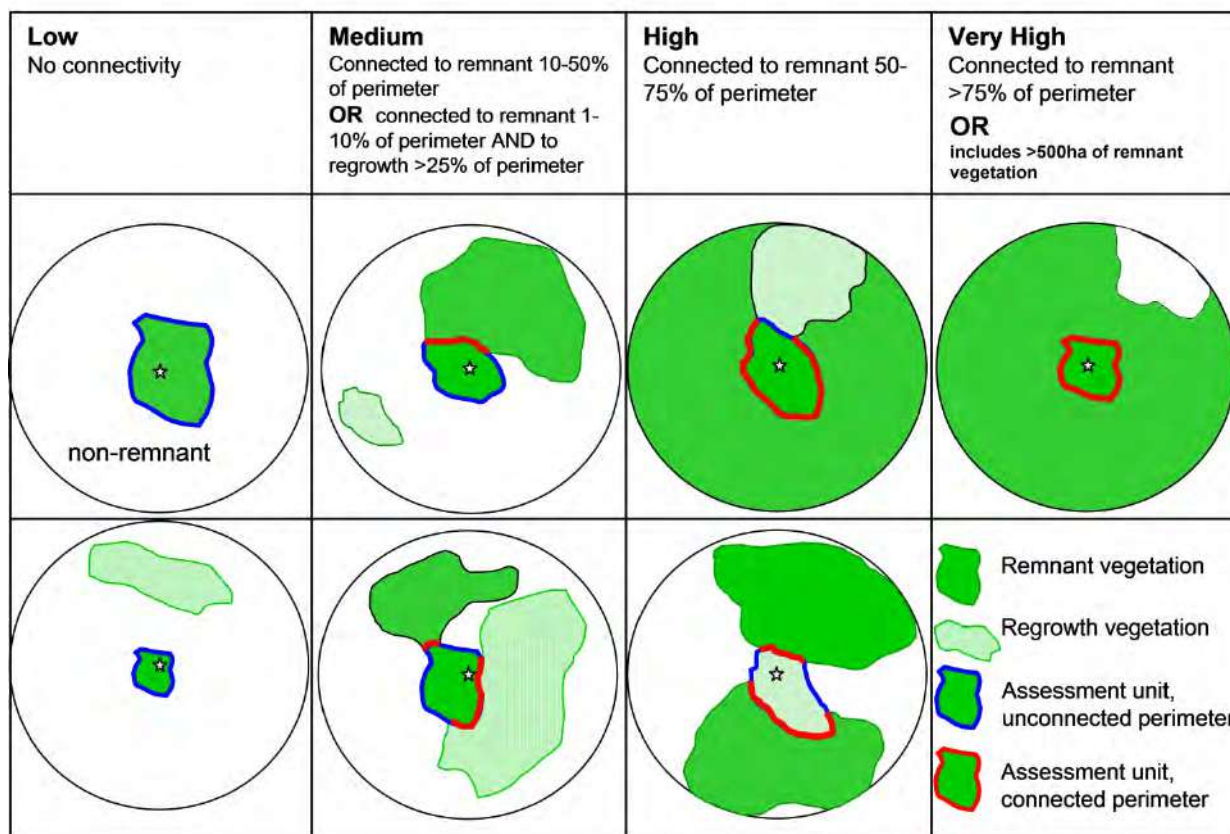 Low
No connectivity
Medium
Connected to remnant 10-50%
of perimeter
OR connected to remnant 1-
10% of perimeter AND to
regrowth >25% of perimeter
High
Connected to remnant 50-
75% of perimeter
Very High
Connected to remnant
>75% of perimeter
OR
includes >500ha of remnant
vegetation
non-remnant
Remnant vegetation
Regrowth vegetation
Assessment unit,
unconnected perimeter
Assessment unit,
connected perimeter